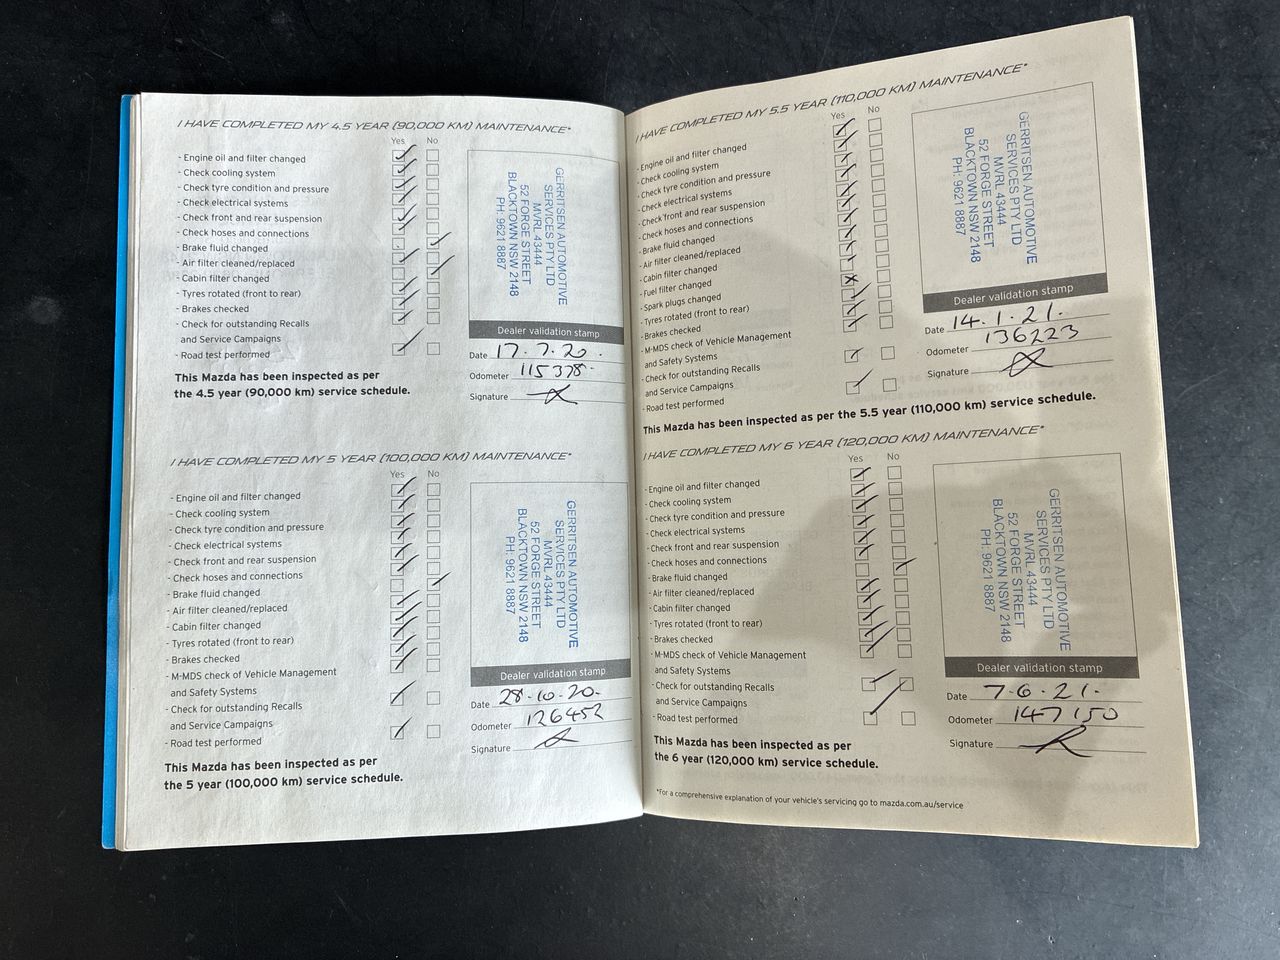 I HAVE COMPLETED MY 4.5 YEAR (90,000 KM) MAINTENANCE*
Yes No
- Engine oil and filter changed
- Check cooling system
- Check tyre condition and pressure
- Check electrical systems
- Check front and rear suspension
- Check hoses and connections
- Brake fluid changed
- Air filter cleaned/replaced
- Cabin filter changed
- Tyres rotated (front to rear)
- Brakes checked
- Check for outstanding Recalls
and Service Campaigns
- Road test performed
This Mazda has been inspected as per
the 4.5 year (90,000 km) service schedule.
GERRITSEN AUTOMOTIVE
SERVICES PTY LTD
MVRL 43444
52 FORGE STREET
BLACKTOWN NSW 2148
PH: 9621 8887
Dealer validation stamp
Date 17.7.20.
Odometer 115378
Signature
I HAVE COMPLETED MY 5 YEAR (100,000 KM) MAINTENANCE*
Yes No
- Engine oil and filter changed
- Check cooling system
- Check tyre condition and pressure
- Check electrical systems
- Check front and rear suspension
- Check hoses and connections
- Brake fluid changed
- Air filter cleaned/replaced
- Cabin filter changed
- Tyres rotated (front to rear)
- Brakes checked
- M-MDS check of Vehicle Management
and Safety Systems
- Check for outstanding Recalls
and Service Campaigns
- Road test performed
This Mazda has been inspected as per
the 5 year (100,000 km) service schedule.
GERRITSEN AUTOMOTIVE
SERVICES PTY LTD
MVRL 43444
52 FORGE STREET
BLACKTOWN NSW 2148
PH: 9621 8887
Dealer validation stamp
Date 28.10.20.
Odometer 126452
Signature
I HAVE COMPLETED MY 5.5 YEAR (110,000 KM) MAINTENANCE*
Yes No
- Engine oil and filter changed
- Check cooling system
- Check tyre condition and pressure
- Check electrical systems
- Check front and rear suspension
- Check hoses and connections
- Brake fluid changed
- Air filter cleaned/replaced
- Cabin filter changed
- Fuel filter changed
- Spark plugs changed
- Tyres rotated (front to rear)
- Brakes checked
- M-MDS check of Vehicle Management
and Safety Systems
- Check for outstanding Recalls
and Service Campaigns
- Road test performed
This Mazda has been inspected as per the 5.5 year (110,000 km) service schedule.
GERRITSEN AUTOMOTIVE
SERVICES PTY LTD
MVRL 43444
52 FORGE STREET
BLACKTOWN NSW 2148
PH: 9621 8887
Dealer validation stamp
Date 14.1.21.
Odometer 136223
Signature
I HAVE COMPLETED MY 6 YEAR (120,000 KM) MAINTENANCE*
Yes No
- Engine oil and filter changed
- Check cooling system
- Check tyre condition and pressure
- Check electrical systems
- Check front and rear suspension
- Check hoses and connections
- Brake fluid changed
- Air filter cleaned/replaced
- Cabin filter changed
- Tyres rotated (front to rear)
- Brakes checked
- M-MDS check of Vehicle Management
and Safety Systems
- Check for outstanding Recalls
and Service Campaigns
- Road test performed
This Mazda has been inspected as per
the 6 year (120,000 km) service schedule.
GERRITSEN AUTOMOTIVE
SERVICES PTY LTD
MVRL 43444
52 FORGE STREET
BLACKTOWN NSW 2148
PH: 9621 8887
Dealer validation stamp
Date 7.6.21.
Odometer 147150
Signature
*For a comprehensive explanation of your vehicle's servicing go to mazda.com.au/service